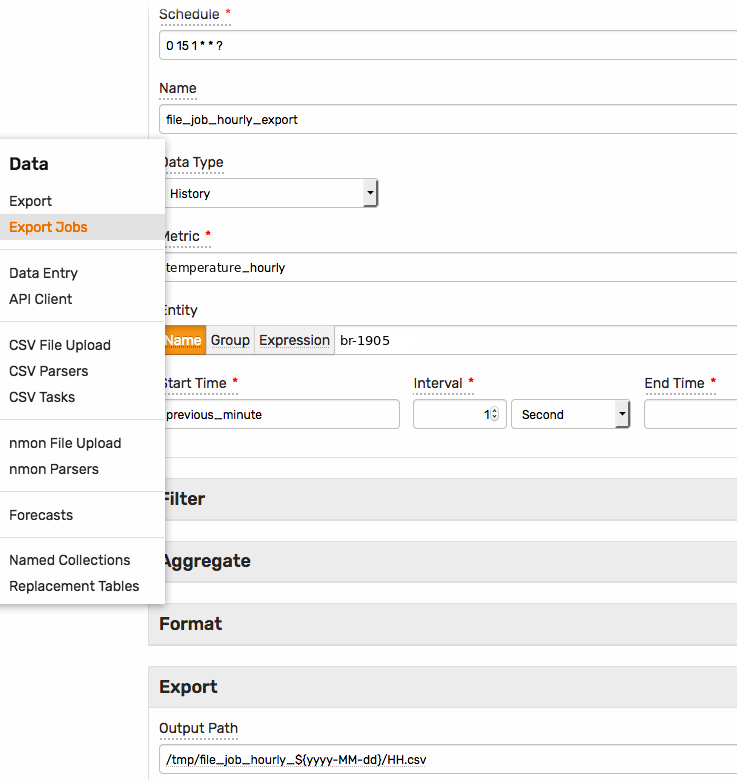 Schedule *
0 15 1 * * ?
Name
file_job_hourly_export
Data
Export
Export Jobs
Data Entry
API Client
CSV File Upload
CSV Parsers
CSV Tasks
nmon File Upload
nmon Parsers
Forecasts
Named Collections
Replacement Tables
Data Type
History
Metric *
temperature_hourly
Entity
Name Group Expression br-1905
Start Time * Interval * End Time *
previous_minute 1 Second
Filter
Aggregate
Format
Export
Output Path
/tmp/file_job_hourly_${yyyy-MM-dd}/HH.csv